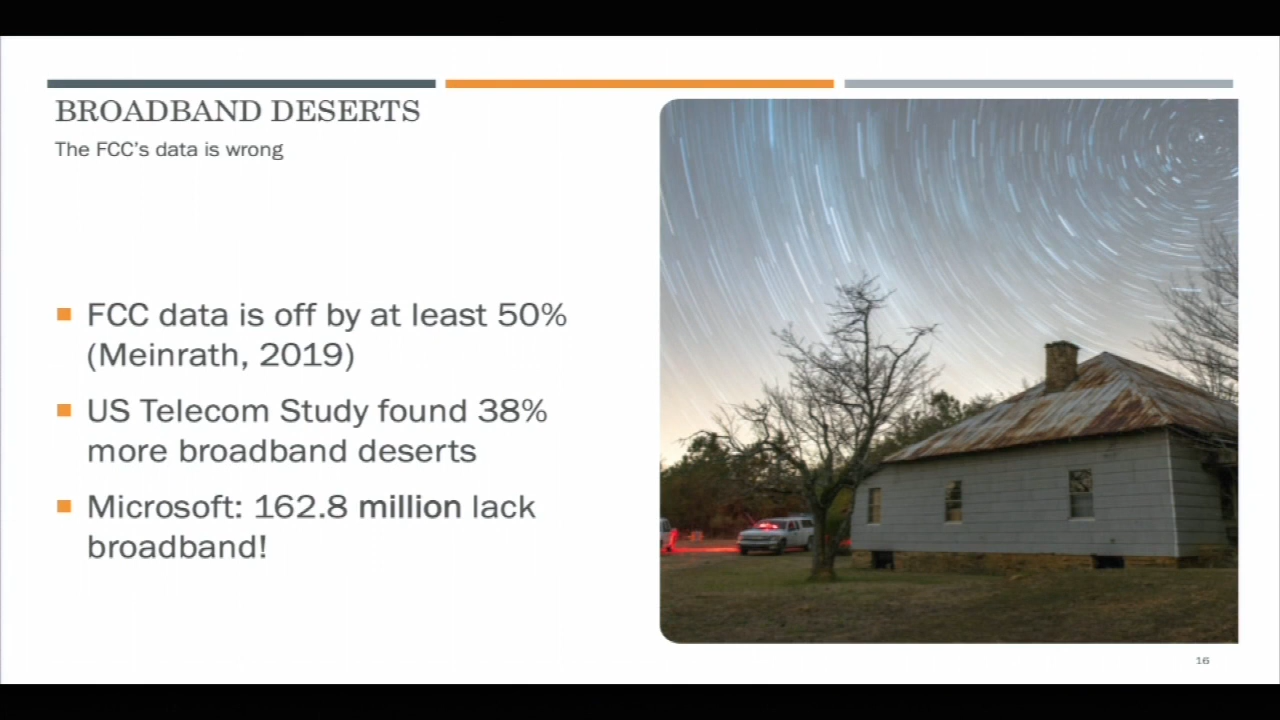 BROADBAND DESERTS
The FCC's data is wrong
FCC data is off by at least 50%
(Meinrath, 2019)
US Telecom Study found 38%
more broadband deserts
Microsoft: 162.8 million lack
broadband!
16